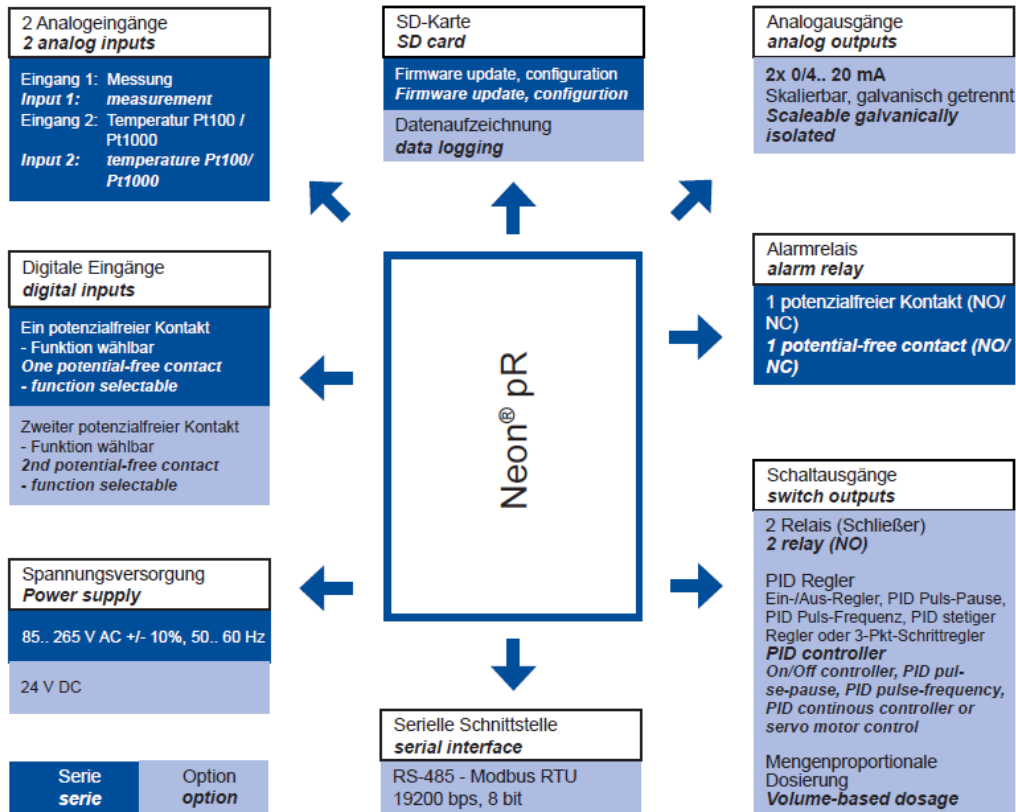 2 Analogeingänge
2 analog inputs
Eingang 1: Messung
Input 1: measurement
Eingang 2: Temperatur Pt100 /
Pt1000
Input 2: temperature Pt100/
Pt1000
SD-Karte
SD card
Firmware update, configuration
Firmware update, configurtion
Datenaufzeichnung
data logging
Analogausgänge
analog outputs
2x 0/4.. 20 mA
Skalierbar, galvanisch getrennt
Scaleable galvanically
isolated
Digitale Eingänge
digital inputs
Ein potenzialfreier Kontakt
- Funktion wählbar
One potential-free contact
- function selectable
Zweiter potenzialfreier Kontakt
- Funktion wählbar
2nd potential-free contact
- function selectable
Neon® pR
Alarmrelais
alarm relay
1 potenzialfreier Kontakt (NO/
NC)
1 potential-free contact (NO/
NC)
Spannungsversorgung
Power supply
85.. 265 V AC +/- 10%, 50.. 60 Hz
24 V DC
Schaltausgänge
switch outputs
2 Relais (Schließer)
2 relay (NO)
PID Regler
Ein-/Aus-Regler, PID Puls-Pause,
PID Puls-Frequenz, PID stetiger
Regler oder 3-Pkt-Schrittregler
PID controller
On/Off controller, PID pul-
se-pause, PID pulse-frequency,
PID continous controller or
servo motor control
Mengenproportionale
Dosierung
Volume-based dosage
Serielle Schnittstelle
serial interface
RS-485 - Modbus RTU
19200 bps, 8 bit
Serie
serie
Option
option